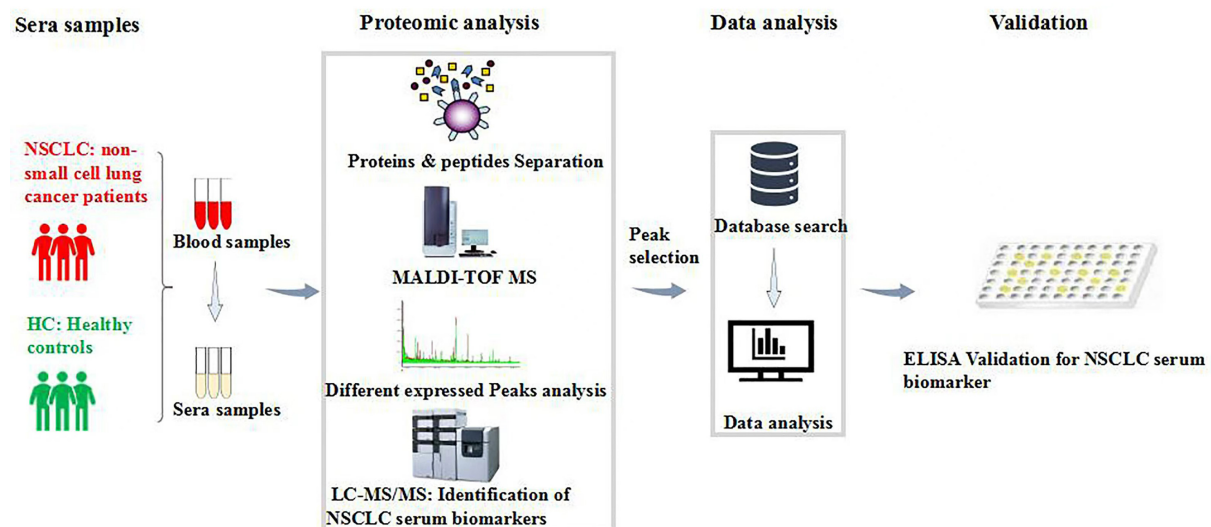 Sera samples
Proteomic analysis
Data analysis
Validation
NSCLC: non-
small cell lung
cancer patients
Blood samples
HC: Healthy
controls
Sera samples
Proteins & peptides Separation
MALDI-TOF MS
Different expressed Peaks analysis
LC-MS/MS: Identification of
NSCLC serum biomarkers
Peak
selection
Database search
Data analysis
ELISA Validation for NSCLC serum
biomarker